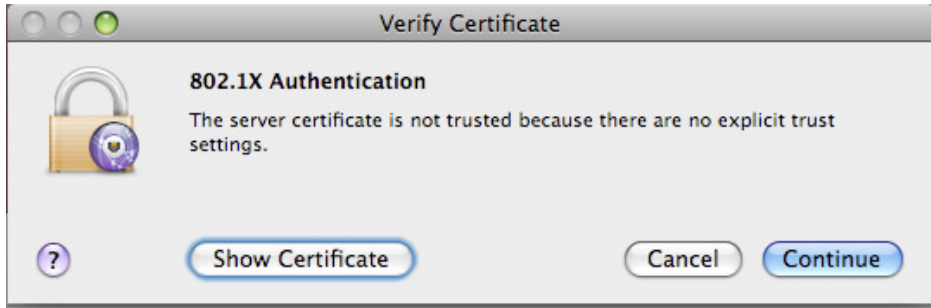 Verify Certificate
802.1X Authentication
The server certificate is not trusted because there are no explicit trust
settings.
?
Show Certificate
Cancel
Continue